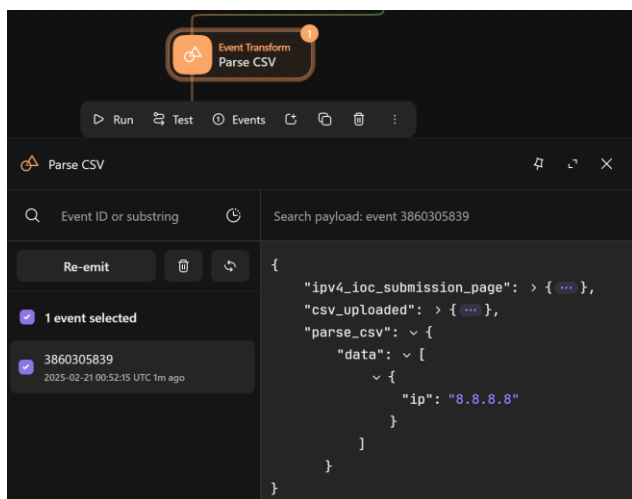 Event Transform
1
Parse CSV
Run Test Events
Parse CSV
Event ID or substring
Search payload: event 3860305839
Re-emit
1 event selected
3860305839
2025-02-21 00:52:15 UTC 1m ago
{
"ipv4_ioc_submission_page": > { ··· },
"csv_uploaded": > { ··· },
"parse_csv": ∨ {
"data": ∨ [
∨ {
"ip": "8.8.8.8"
}
]
}
}